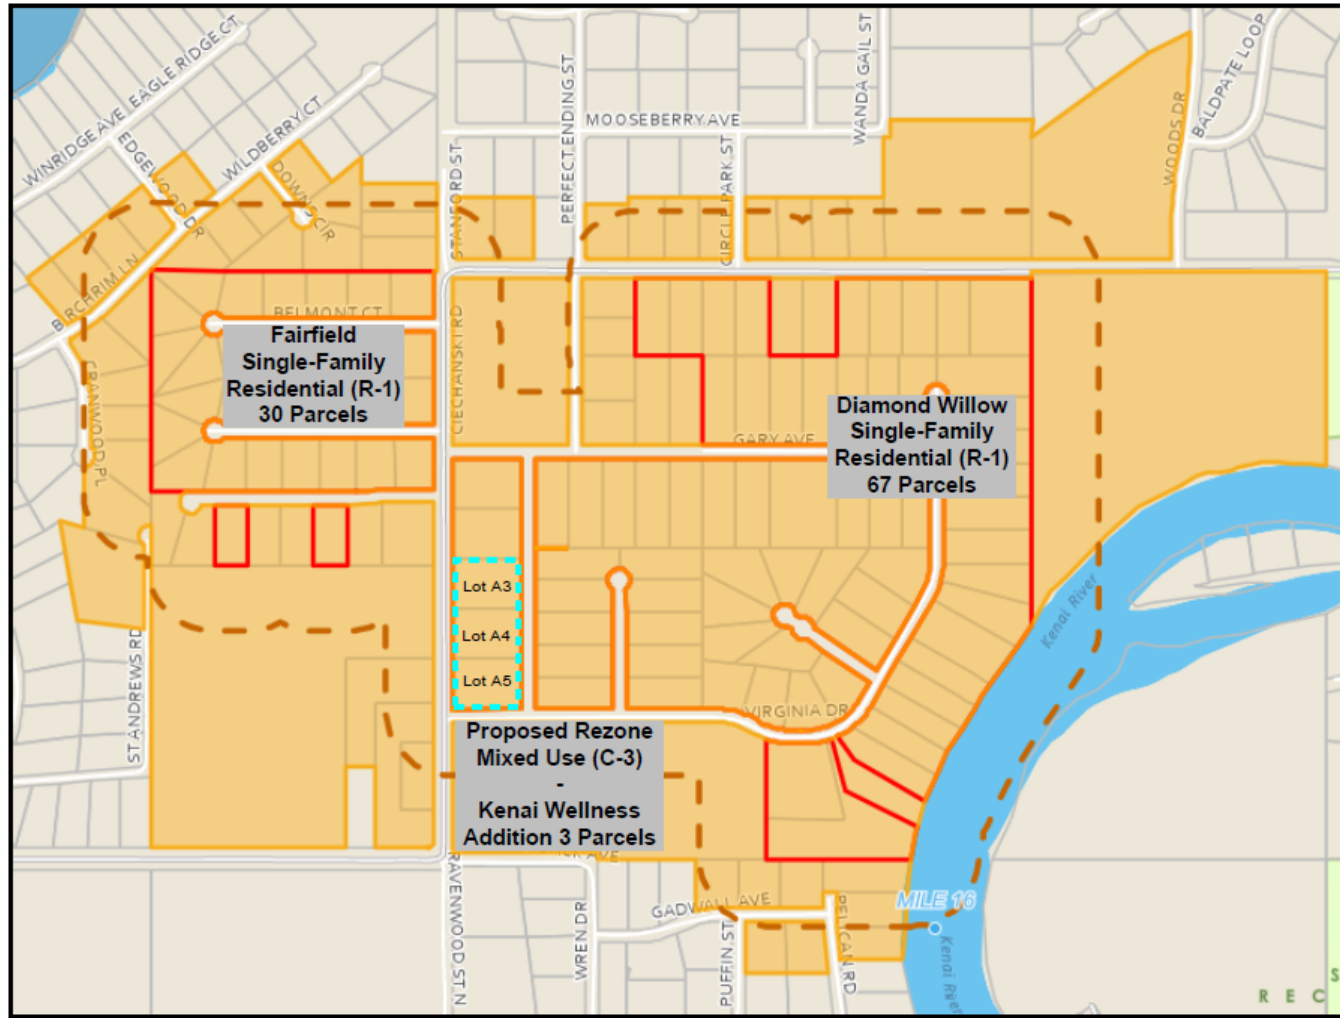 WINRIDGE AVE
EAGLE RIDGE CT
EDGEWOOD DR
WILDBERRY CT
DOWNS CIR
STANFORD ST
PERFECT ENDING ST
MOOSEBERRY AVE
CIRCLE PARK ST
WANDA GAIL ST
WOODS DR
BALDPATE LOOP
BIRCHRIM LN
CRANWOOD PL
BELMONT CT
Fairfield
Single-Family
Residential (R-1)
30 Parcels
CIECHANSKI RD
GARY AVE
Diamond Willow
Single-Family
Residential (R-1)
67 Parcels
Lot A3
Lot A4
Lot A5
ST ANDREWS RD
VIRGINIA DR
Kenai River
Proposed Rezone
Mixed Use (C-3)
-
Kenai Wellness
Addition 3 Parcels
RAVENWOOD ST N
WREN DR
GADWALL AVE
PUFFIN ST
PELICAN RD
MILE 16
Kenai River
S
R E C